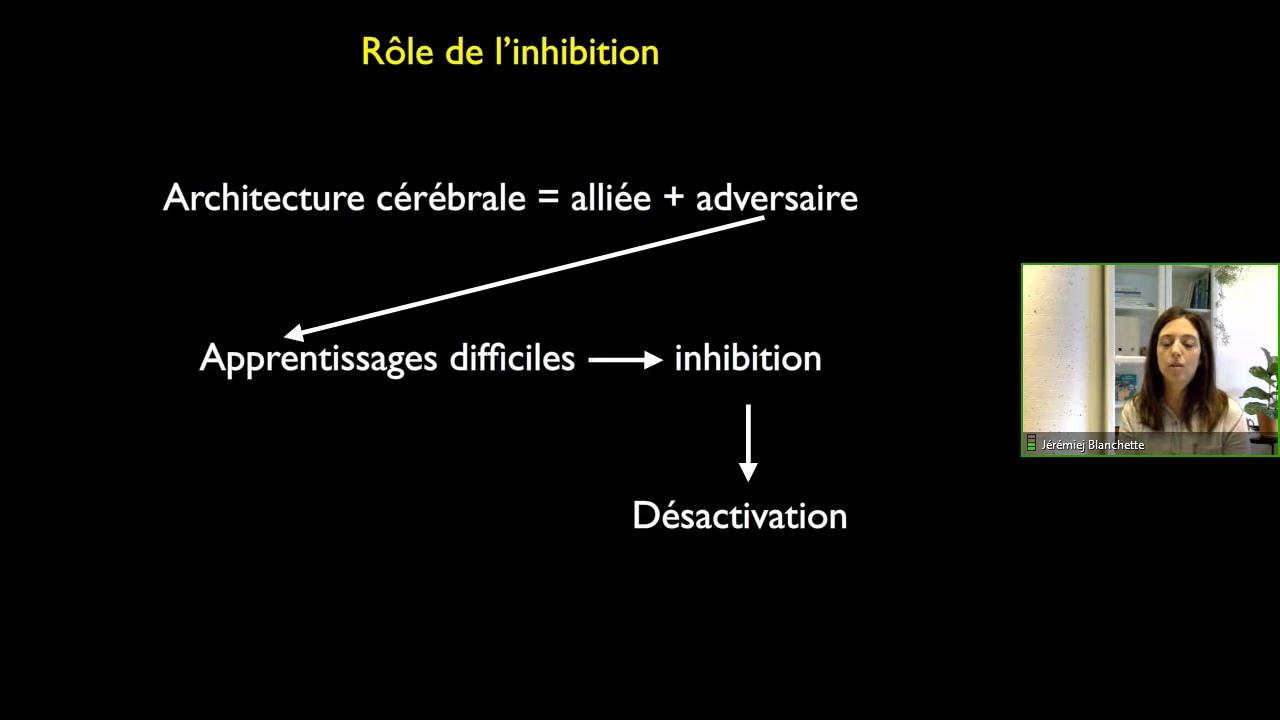 Rôle de l’inhibition
Architecture cérébrale = alliée + adversaire
Apprentissages difficiles
inhibition
Désactivation
Jérémiej Blanchette